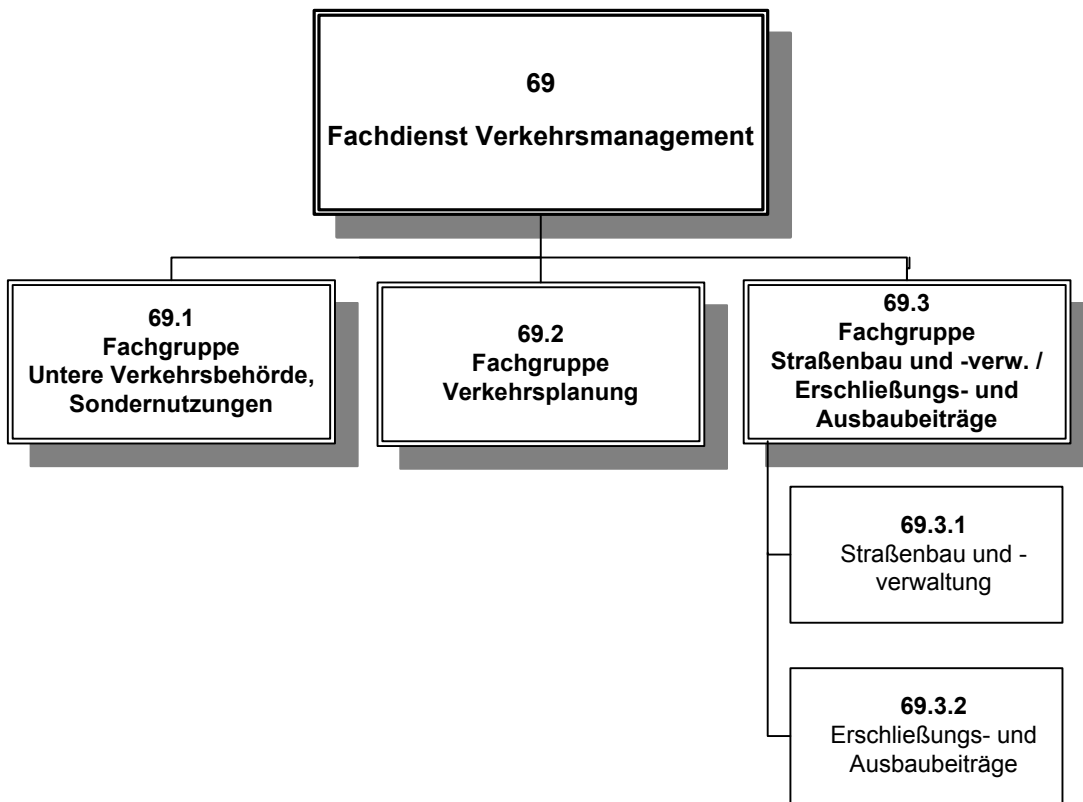 69
Fachdienst Verkehrsmanagement
69.1
Fachgruppe
Untere Verkehrsbehörde,
Sondernutzungen
69.2
Fachgruppe
Verkehrsplanung
69.3
Fachgruppe
Straßenbau und -verw. /
Erschließungs- und
Ausbaubeiträge
69.3.1
Straßenbau und -
verwaltung
69.3.2
Erschließungs- und
Ausbaubeiträge